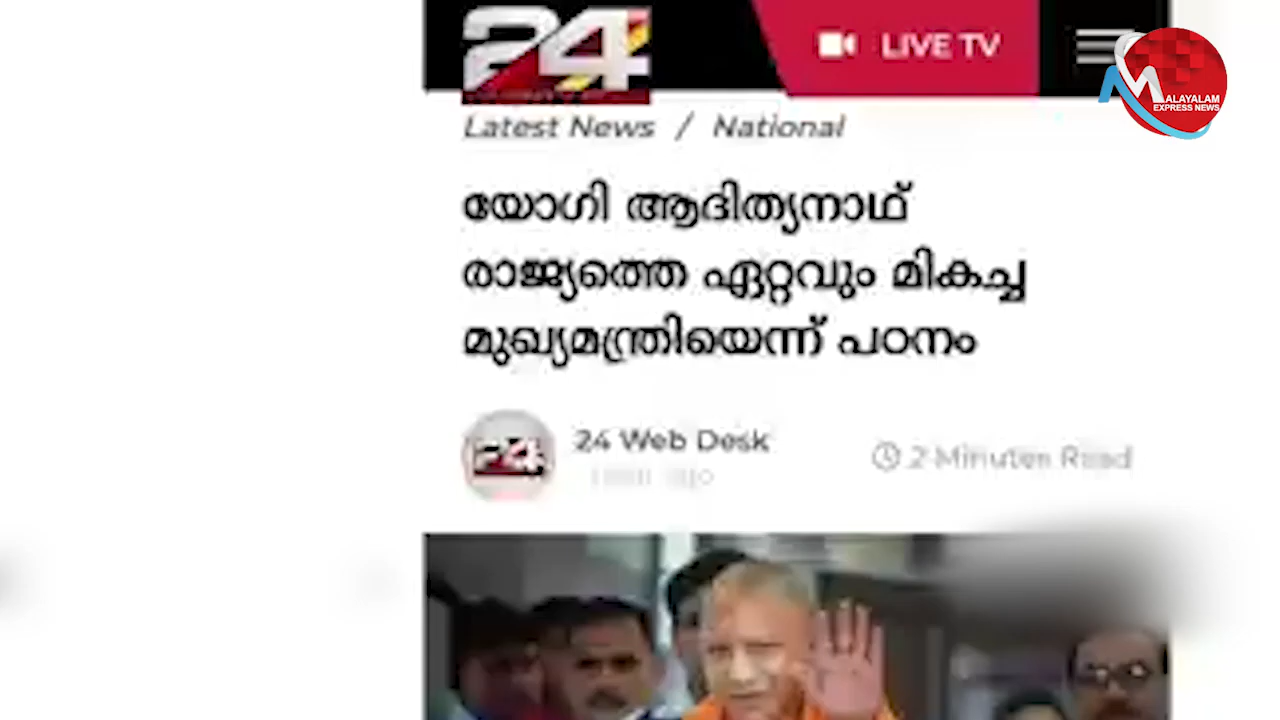 24
LIVE TV
MALAYALAM
EXPRESS NEWS
Latest News / National
യോഗി ആദിത്യനാഥ്
രാജ്യത്തെ ഏറ്റവും മികച്ച
മുഖ്യമന്ത്രിയെന്ന് പഠനം
24
24 Web Desk
2 Minutes Read